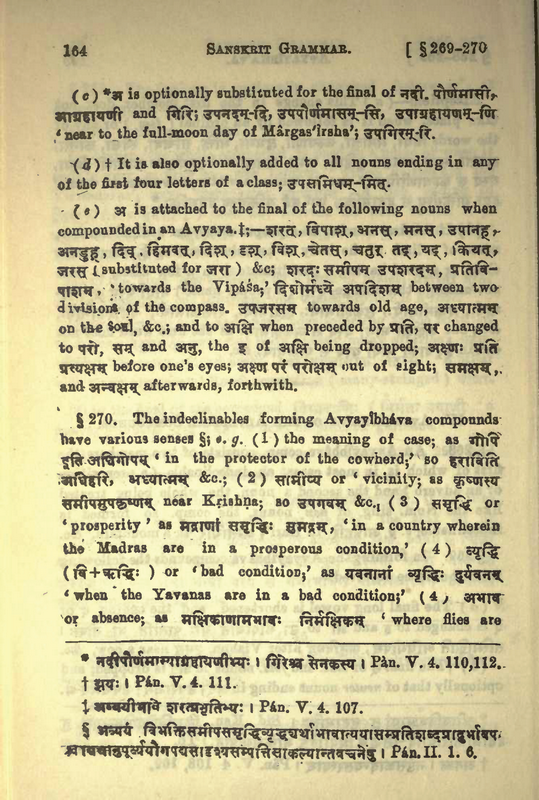 164 SANSKRIT GRAMMAR. [ § 269-270
(c) *अ is optionally substituted for the final of नदी. पौर्णमासी,
आग्रहायणी and गिरि; उपनदम्-दि, उपपौर्णमासम्-सि, उपाग्रहायणम्-णि
'near to the full-moon day of Mârgas'îrsha'; उपगिरम्-रि.
(d) † It is also optionally added to all nouns ending in any
of the first four letters of a class; उपसमिधम्-मित्.
(e) अ is attached to the final of the following nouns when
compounded in an Avyaya.‡;—शरत्, विपाश्, अनस्, मनस्, उपानह्,
अनडुह्, दिव्. हिमवत्, दिश्, दृश्, विश्, चेतस्, चतुर् तद्, यद्, कियत्,
जरस् ( substituted for जरा ) &c; शरदः समीपम् उपशरदम्, प्रतिवि-
पाशम्, 'towards the Vipáśa;' दिशोर्मध्ये अपदिशम् between two
divisions of the compass. उपजरसम् towards old age, अध्यात्मम्
on the soul, &c.; and to अक्षि when preceded by प्रति, पर changed
to परो, सम् and अनु, the इ of अक्षि being dropped; अक्ष्णः प्रति
प्रत्यक्षम् before one's eyes; अक्ष्ण परं परोक्षम् out of sight; समक्षम्,
and अन्वक्षम् afterwards, forthwith.
§ 270. The indeclinables forming Avyayîbháva compounds
have various senses §; e. g. (1) the meaning of case; as गोपि
इति अधिगोपम् 'in the protector of the cowherd;' so हराविति
अधिहरि, अध्यात्मम् &c.; (2) सामीप्य or 'vicinity; as कृष्णस्य
समीपमुपकृष्णम् near Krishṇa; so उपगवम् &c., (3) समृद्धि or
'prosperity' as मद्राणां समृद्धिः सुमद्रम्, 'in a country wherein
the Madras are in a prosperous condition,' (4) व्यृद्धि
(वि+ऋद्धिः ) or 'bad condition;' as यवनानां व्यृद्धिः दुर्यवनम्
'when the Yavanas are in a bad condition;' (4, अभाव
or absence; as मक्षिकाणामभावः निर्मक्षिकम् 'where flies are
* नदीपौर्णमास्याग्रहायणीभ्यः । गिरेश्च सेनकस्य । Pàn. V. 4. 110,112.
† झयः । Pán. V. 4. 111.
‡ अव्ययीभावे शरत्प्रभृतिभ्यः । Pán. V. 4. 107.
§ अव्ययं विभक्तिसमीपसमृद्धिव्यृद्ध्यर्थाभावात्ययासम्प्रतिशब्दप्रादुर्भावप-
श्चाद्यथानुपूर्व्ययौगपद्यसादृश्यसम्पत्तिसाकल्यान्तवचनेषु । Pán. II. 1. 6.